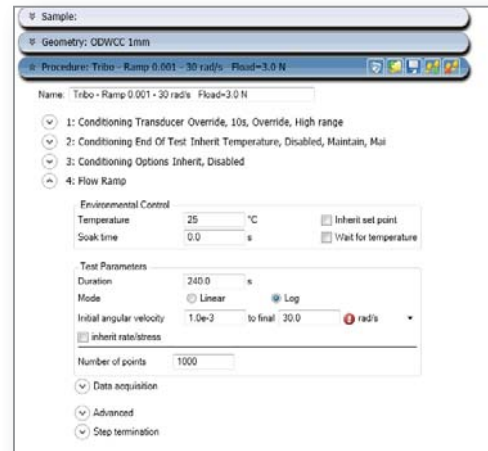 Sample:
Geometry: ODWCC 1mm
Procedure: Tribo - Ramp 0.001 - 30 rad/s Fload=3.0 N
Name: Tribo - Ramp 0.001 - 30 rad/s Fload=3.0 N
1: Conditioning Transducer Override, 10s, Override, High range
2: Conditioning End Of Test Inherit Temperature, Disabled, Maintain, Mai
3: Conditioning Options Inherit, Disabled
4: Flow Ramp
Environmental Control
Temperature 25 °C Inherit set point
Soak time 0.0 s Wait for temperature
Test Parameters
Duration 240.0 s
Mode Linear Log
Initial angular velocity 1.0e-3 to final 30.0 rad/s
inherit rate/stress
Number of points 1000
Data acquisition
Advanced
Step termination